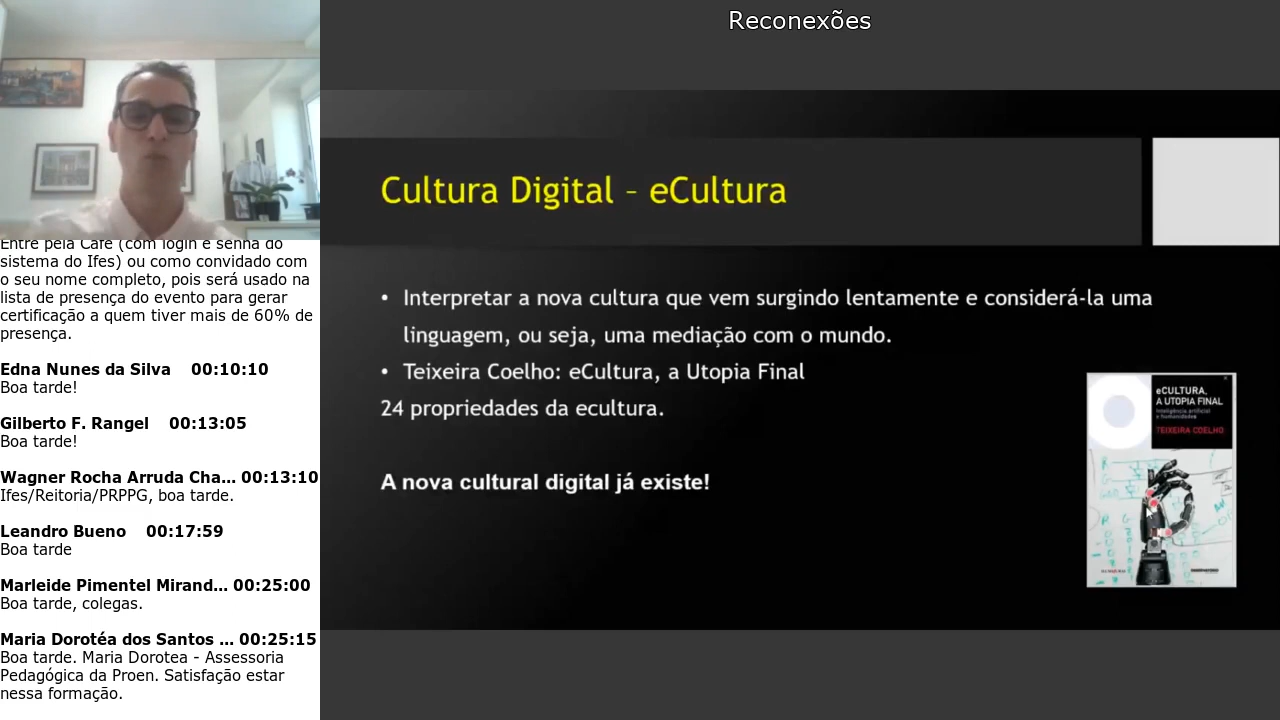 Reconexões
Entre pela Cafe (com login e senha do
sistema do Ifes) ou como convidado com
o seu nome completo, pois será usado na
lista de presença do evento para gerar
certificação a quem tiver mais de 60% de
presença.
Edna Nunes da Silva 00:10:10
Boa tarde!
Gilberto F. Rangel 00:13:05
Boa tarde!
Wagner Rocha Arruda Cha... 00:13:10
Ifes/Reitoria/PRPPG, boa tarde.
Leandro Bueno 00:17:59
Boa tarde
Marleide Pimentel Mirand... 00:25:00
Boa tarde, colegas.
Maria Dorotéa dos Santos ... 00:25:15
Boa tarde. Maria Dorotea - Assessoria
Pedagógica da Proen. Satisfação estar
nessa formação.
Cultura Digital – eCultura
• Interpretar a nova cultura que vem surgindo lentamente e considerá-la uma
linguagem, ou seja, uma mediação com o mundo.
• Teixeira Coelho: eCultura, a Utopia Final
24 propriedades da ecultura.
A nova cultural digital já existe!
eCULTURA,
A UTOPIA FINAL
Inteligência artificial
e humanidades
TEIXEIRA COELHO